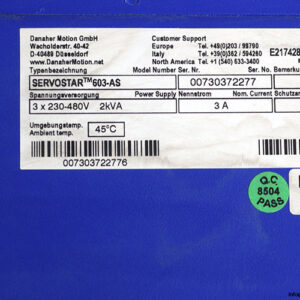 Danaher Motion GmbH
Wacholderstr. 40-42
D-40489 Düsseldorf
www.DanaherMotion.net
Customer Support
Europe Tel.+49(0)203 / 99790
Italy Tel.+39(0)362 / 594260
North America Tel. +1 (540) 633-3400
E217428
Typenbezeichnung Model Number Ser. Nr. Ser. No. Bemerkung
SERVOSTAR™603-AS 00730372277
Spannungsversorgung Power Supply Nennstrom Nom. Current Schutzart
3 x 230-480V 2kVA 3 A
Umgebungstemp.
Ambient temp. 45°C
007303722776
Q.C
8504
PASS